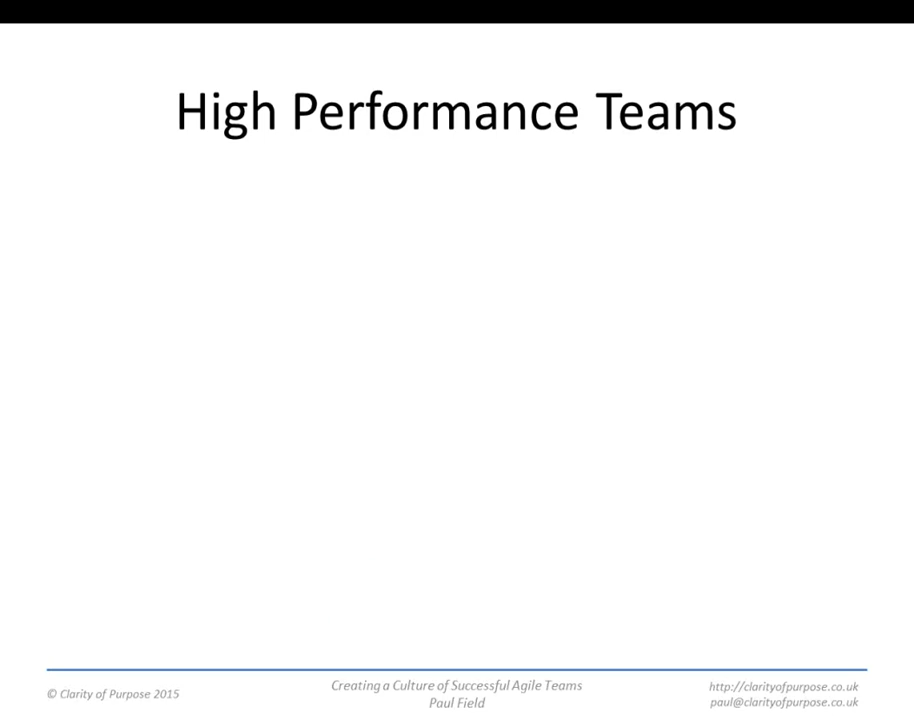 High Performance Teams
© Clarity of Purpose 2015
Creating a Culture of Successful Agile Teams
Paul Field
http://clarityofpurpose.co.uk
paul@clarityofpurpose.co.uk